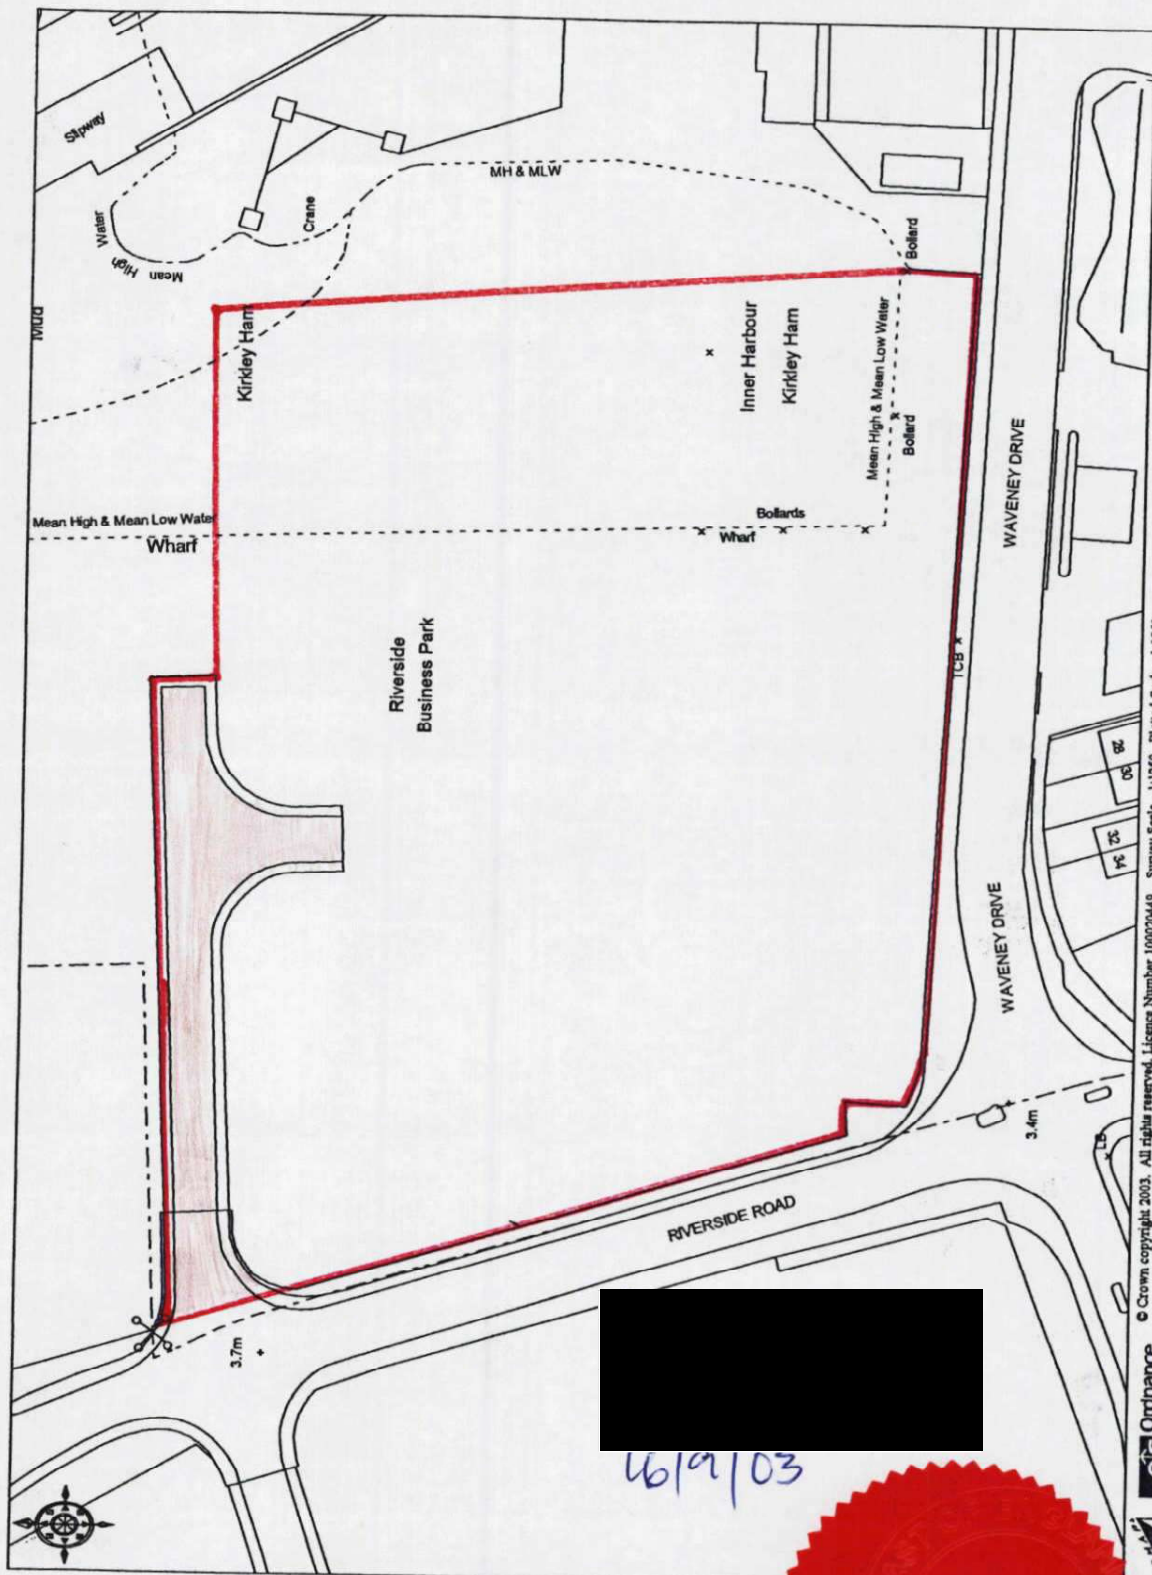 Slipway
Mean
High
Water
Crane
MH & MLW
Mud
Kirkley Ham
Bollard
Inner Harbour
Kirkley Ham
Mean High & Mean Low Water
Bollard
Mean High & Mean Low Water
Wharf
Bollards
Wharf
WAVENEY DRIVE
Riverside
Business Park
TCB
28
30
32
34
WAVENEY DRIVE
3.4m
LB
RIVERSIDE ROAD
3.7m
16/9/03
Ordnance
© Crown copyright 2003. All rights reserved. Licence Number 100020449